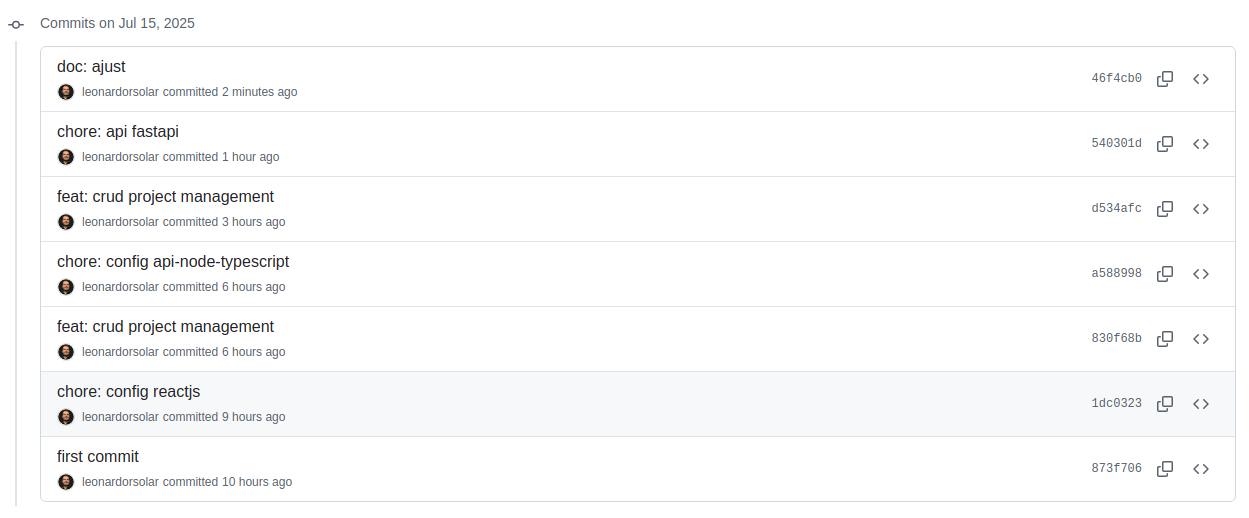 Commits on Jul 15, 2025
doc: ajust
leonardorsolar committed 2 minutes ago
46f4cb0
chore: api fastapi
leonardorsolar committed 1 hour ago
540301d
feat: crud project management
leonardorsolar committed 3 hours ago
d534afc
chore: config api-node-typescript
leonardorsolar committed 6 hours ago
a588998
feat: crud project management
leonardorsolar committed 6 hours ago
830f68b
chore: config reactjs
leonardorsolar committed 9 hours ago
1dc0323
first commit
leonardorsolar committed 10 hours ago
873f706